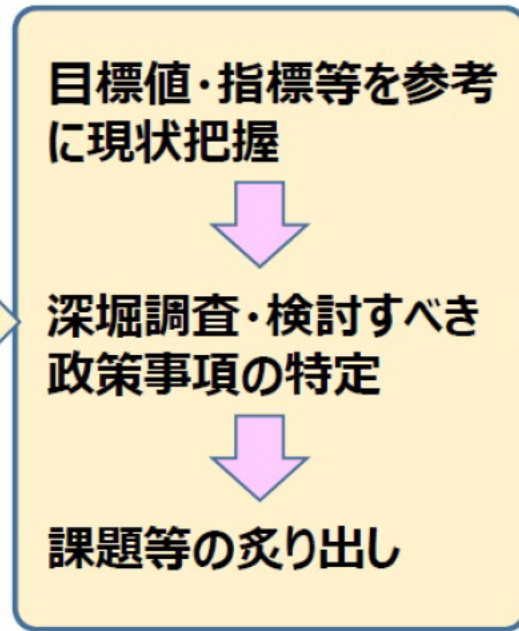 目標値・指標等を参考
に現状把握
深堀調査・検討すべき
政策事項の特定
課題等の炙り出し